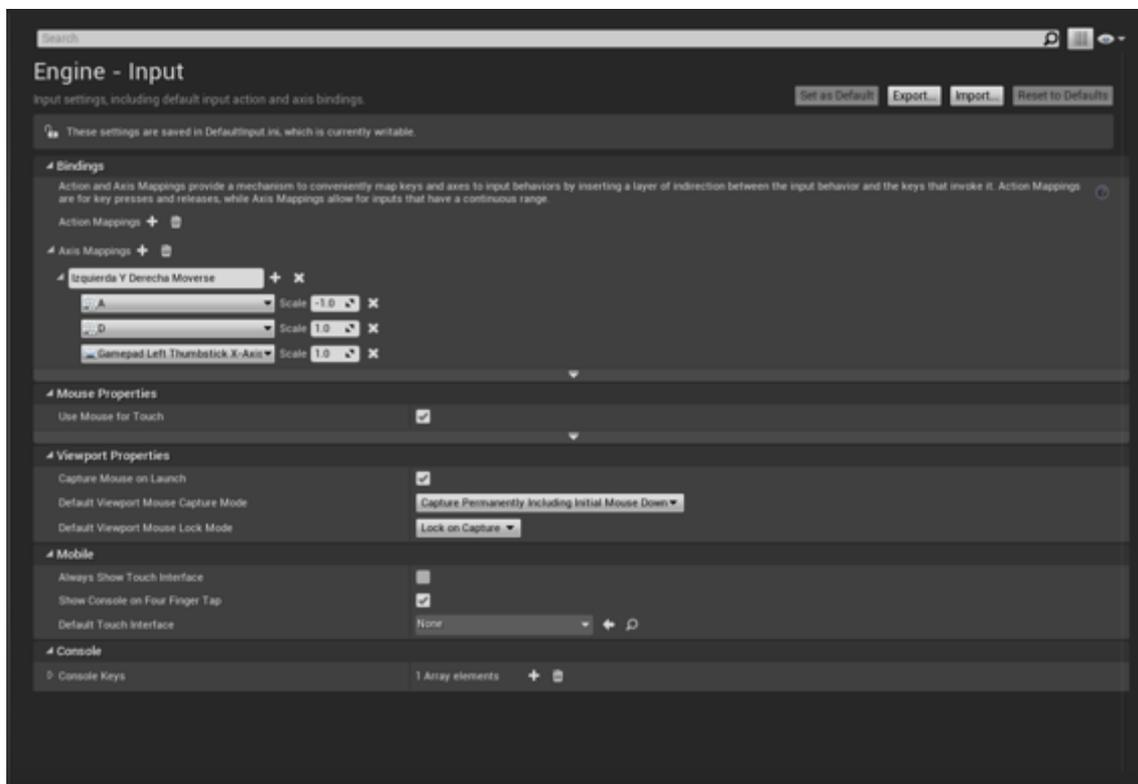 Search
Engine - Input
Input settings, including default input action and axis bindings.
Set as Default Export... Import... Reset to Defaults
These settings are saved in DefaultInput.ini, which is currently writable.
Bindings
Action and Axis Mappings provide a mechanism to conveniently map keys and axes to input behaviors by inserting a layer of indirection between the input behavior and the keys that invoke it. Action Mappings
are for key presses and releases, while Axis Mappings allow for inputs that have a continuous range.
Action Mappings
Axis Mappings
Izquierda Y Derecha Moverse
A Scale -1.0
D Scale 1.0
Gamepad Left Thumbstick X-Axis Scale 1.0
Mouse Properties
Use Mouse for Touch
Viewport Properties
Capture Mouse on Launch
Default Viewport Mouse Capture Mode Capture Permanently Including Initial Mouse Down
Default Viewport Mouse Lock Mode Lock on Capture
Mobile
Always Show Touch Interface
Show Console on Four Finger Tap
Default Touch Interface None
Console
Console Keys 1 Array elements